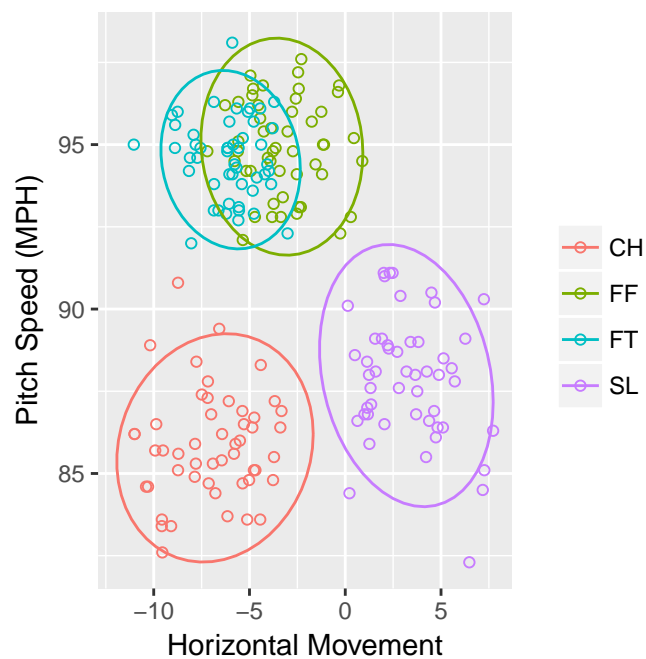 Pitch Speed (MPH)
95
90
85
−10
−5
0
5
Horizontal Movement
CH
FF
FT
SL